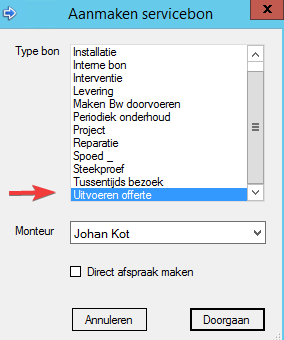 Aanmaken servicebon
Type bon
Installatie
Interne bon
Interventie
Levering
Maken Bw doorvoeren
Periodiek onderhoud
Project
Reparatie
Spoed _
Steekproef
Tussentijds bezoek
Uitvoeren offerte
Monteur
Johan Kot
Direct afspraak maken
Annuleren
Doorgaan